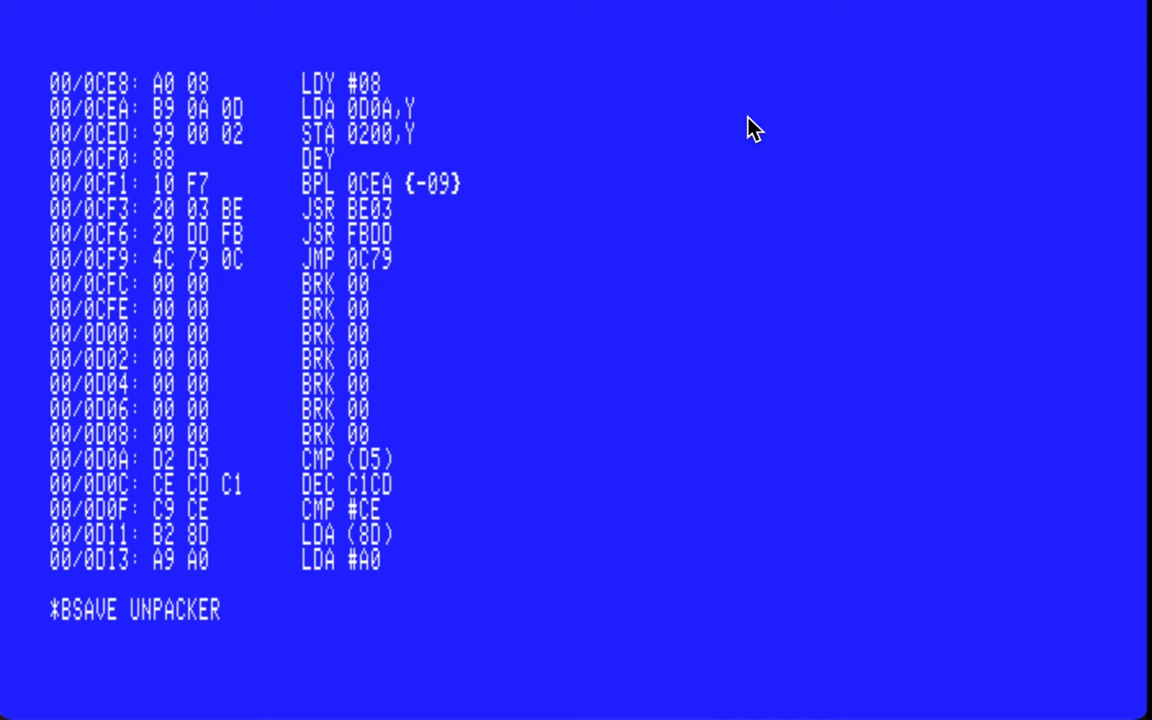 00/0CE8: A0 08 LDY #08
00/0CEA: B9 0A 0D LDA 0D0A,Y
00/0CED: 99 00 02 STA 0200,Y
00/0CF0: 88 DEY
00/0CF1: 10 F7 BPL 0CEA {-09}
00/0CF3: 20 03 BE JSR BE03
00/0CF6: 20 DD FB JSR FBDD
00/0CF9: 4C 79 0C JMP 0C79
00/0CFC: 00 00 BRK 00
00/0CFE: 00 00 BRK 00
00/0D00: 00 00 BRK 00
00/0D02: 00 00 BRK 00
00/0D04: 00 00 BRK 00
00/0D06: 00 00 BRK 00
00/0D08: 00 00 BRK 00
00/0D0A: D2 D5 CMP (D5)
00/0D0C: CE CD C1 DEC C1CD
00/0D0F: C9 CE CMP #CE
00/0D11: B2 8D LDA (8D)
00/0D13: A9 A0 LDA #A0
*BSAVE UNPACKER